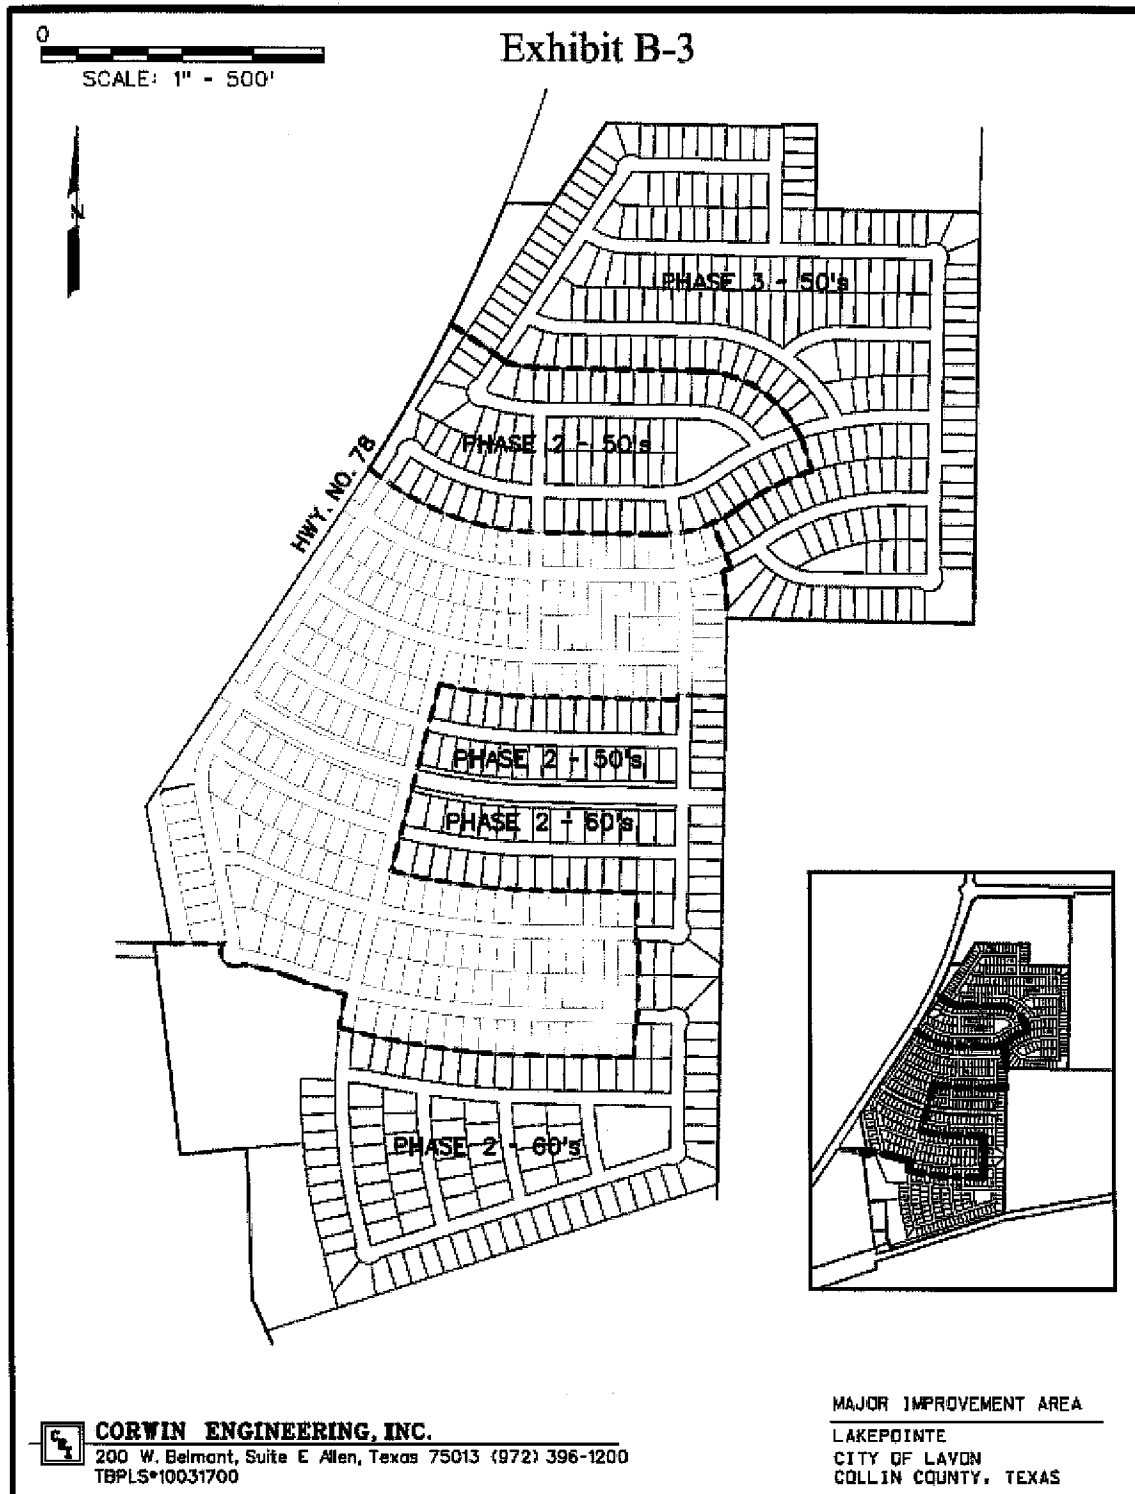 0
Exhibit B-3
SCALE: 1" - 500'
N
PHASE 3 - 50's
PHASE 2 - 50's
HWY. NO. 78
PHASE 2 - 50's
PHASE 2 - 60's
PHASE 2 - 60's
CEI
CORWIN ENGINEERING, INC.
200 W. Belmont, Suite E Allen, Texas 75013 (972) 396-1200
TBPLS#10031700
MAJOR IMPROVEMENT AREA
LAKEPOINTE
CITY OF LAVON
COLLIN COUNTY, TEXAS